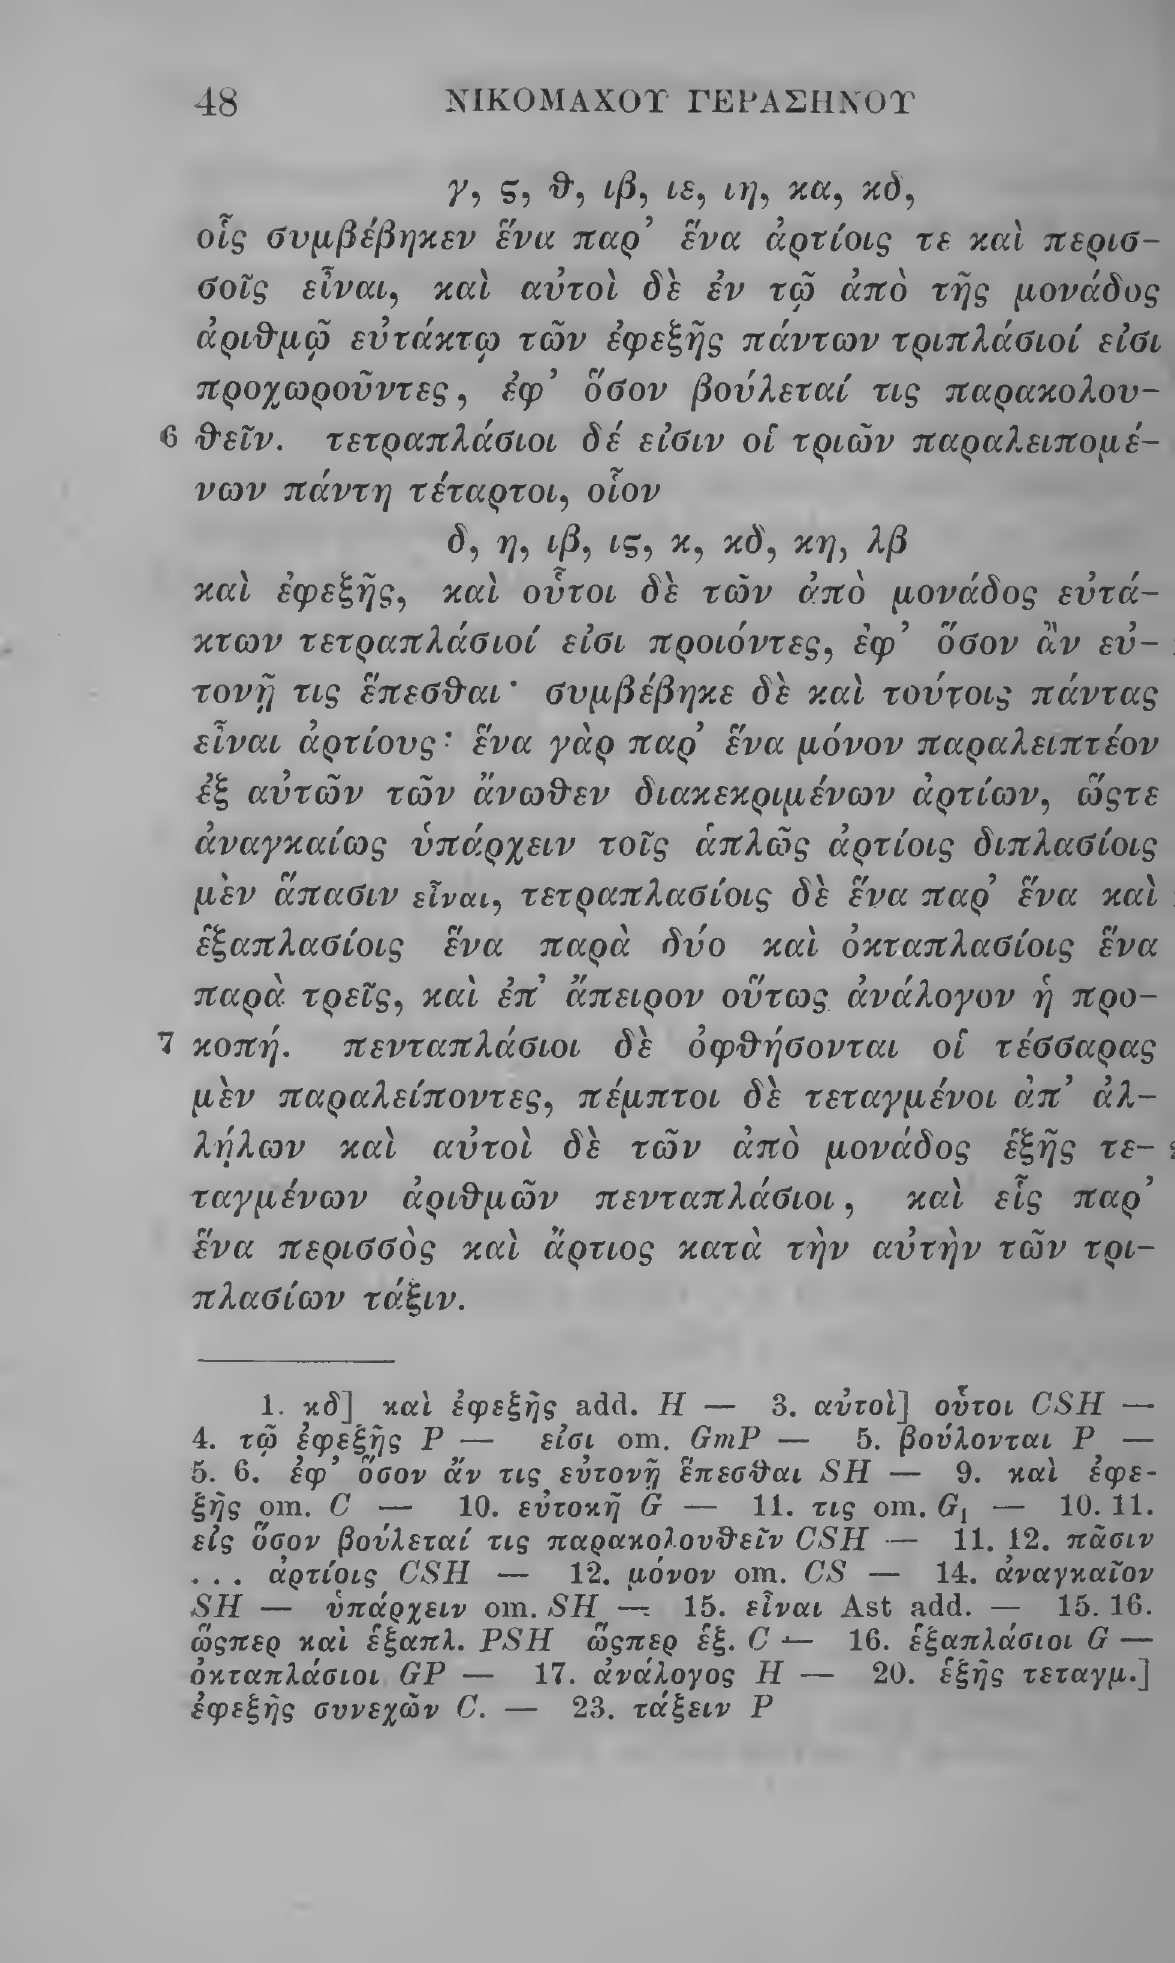 48 ΝΙΚΟΜΑΧΟΥ ΓΕΡΑΣΗΝΟΥ
γ, ϛ, ϑ, ιβ, ιε, ιη, κα, κδ,
οἷς συμβέβηκεν ἕνα παρ’ ἕνα ἀρτίοις τε καὶ περισ-
σοῖς εἶναι, καὶ αὐτοὶ δὲ ἐν τῷ ἀπὸ τῆς μονάδος
ἀριϑμῷ εὐτάκτῳ τῶν ἐφεξῆς πάντων τριπλάσιοί εἰσι
προχωροῦντες, ἐφ’ ὅσον βούλεταί τις παρακολου-
6 ϑεῖν. τετραπλάσιοι δέ εἰσιν οἱ τριῶν παραλειπομέ-
νων πάντη τέταρτοι, οἷον
δ, η, ιβ, ιϛ, κ, κδ, κη, λβ
καὶ ἐφεξῆς, καὶ οὗτοι δὲ τῶν ἀπὸ μονάδος εὐτά-
κτων τετραπλάσιοί εἰσι προιόντες, ἐφ’ ὅσον ἂν εὐ-
τονῇ τις ἕπεσϑαι· συμβέβηκε δὲ καὶ τούτοις πάντας
εἶναι ἀρτίους· ἕνα γὰρ παρ’ ἕνα μόνον παραλειπτέον
ἐξ αὐτῶν τῶν ἄνωϑεν διακεκριμένων ἀρτίων, ὥςτε
ἀναγκαίως ὑπάρχειν τοῖς ἁπλῶς ἀρτίοις διπλασίοις
μὲν ἅπασιν εἶναι, τετραπλασίοις δὲ ἕνα παρ’ ἕνα καὶ
ἑξαπλασίοις ἕνα παρὰ δύο καὶ ὀκταπλασίοις ἕνα
παρὰ τρεῖς, καὶ ἐπ’ ἄπειρον οὕτως ἀνάλογον ἡ προ-
7 κοπή. πενταπλάσιοι δὲ ὀφϑήσονται οἱ τέσσαρας
μὲν παραλείποντες, πέμπτοι δὲ τεταγμένοι ἀπ’ ἀλ-
λήλων καὶ αὐτοὶ δὲ τῶν ἀπὸ μονάδος ἑξῆς τε-
ταγμένων ἀριϑμῶν πενταπλάσιοι, καὶ εἷς παρ’
ἕνα περισσὸς καὶ ἄρτιος κατὰ τὴν αὐτὴν τῶν τρι-
πλασίων τάξιν.
1. κδ] καὶ ἐφεξῆς add. H — 3. αὐτοὶ] οὗτοι CSH —
4. τῷ ἐφεξῆς P — εἰσι om. GmP — 5. βούλονται P —
5. 6. ἐφ’ ὅσον ἄν τις εὐτονῇ ἕπεσϑαι SH — 9. καὶ ἐφε-
ξῆς om. C — 10. εὐτοκῆ G — 11. τις om. G₁ — 10. 11.
εἰς ὅσον βούλεταί τις παρακολουϑεῖν CSH — 11. 12. πᾶσιν
. . . ἀρτίοις CSH — 12. μόνον om. CS — 14. ἀναγκαῖον
SH — ὑπάρχειν om. SH — 15. εἶναι Ast add. — 15. 16.
ὥςπερ καὶ ἑξαπλ. PSH ὥςπερ ἑξ. C — 16. ἑξαπλάσιοι G —
ὀκταπλάσιοι GP — 17. ἀνάλογος H — 20. ἑξῆς τεταγμ.]
ἐφεξῆς συνεχῶν C. — 23. τάξειν P